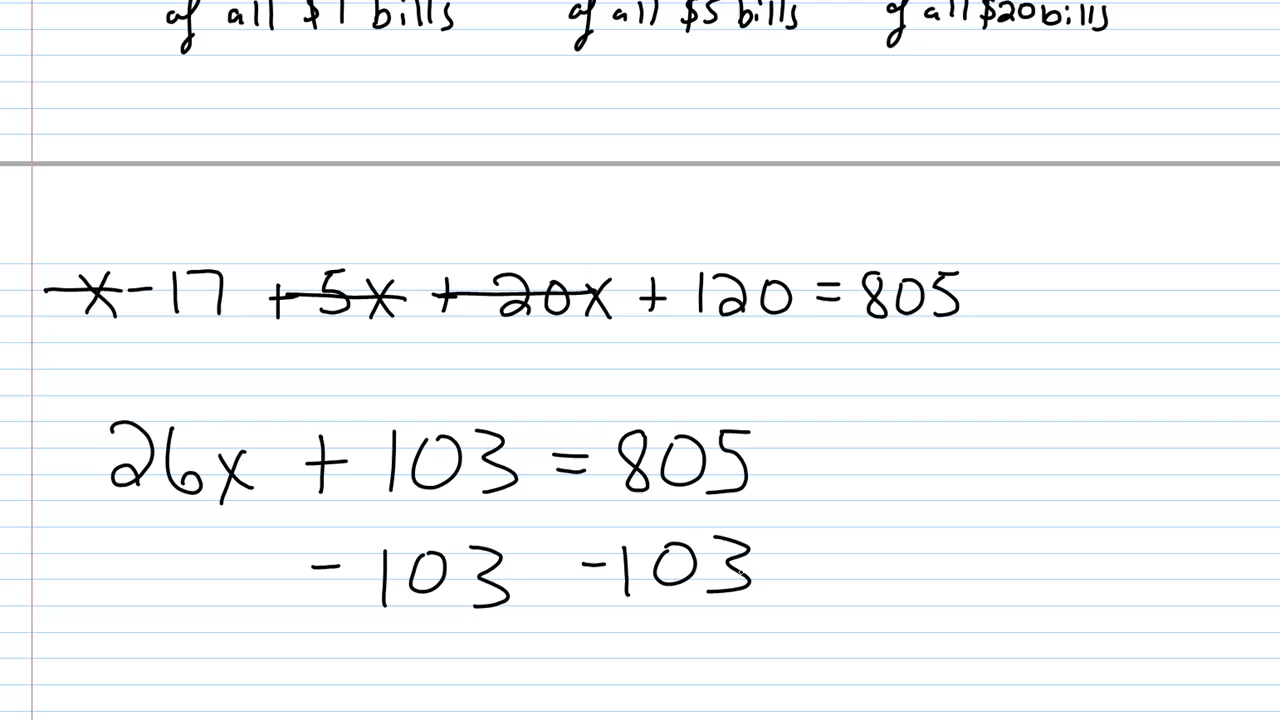 of all $1 bills of all $5 bills of all $20 bills
x - 17 + 5x + 20x + 120 = 805
26x + 103 = 805
- 103 - 103